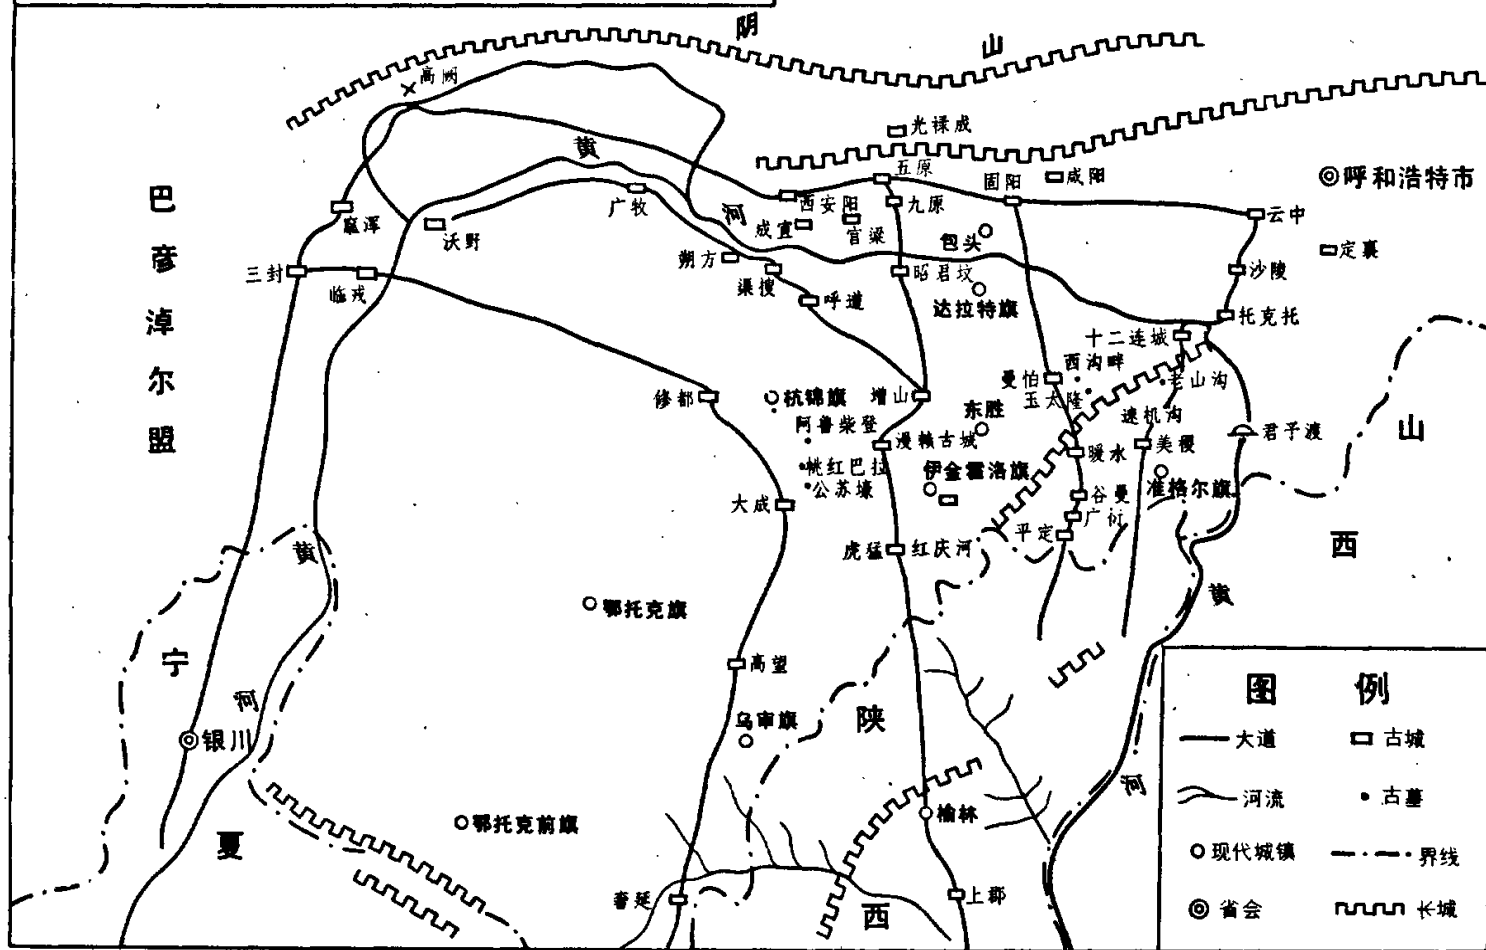 阴
山
高阙
光禄成
五原
固阳
咸阳
呼和浩特市
黄
河
广牧
西安阳
九原
云中
窳浑
沃野
成宜
官梁
包头
定襄
朔方
渠搜
昭君坟
沙陵
三封
临戎
呼道
达拉特旗
托克托
巴彦淖尔盟
十二连城
西沟畔
曼怕
玉太隆
老山沟
修都
杭锦旗
增山
东胜
速机沟
阿鲁柴登
漫赖古城
暖水
美稷
君子渡
桃红巴拉
公苏壕
伊金霍洛旗
谷曼
准格尔旗
大成
广衍
平定
虎猛
红庆河
山
西
黄
河
鄂托克旗
黄
河
宁
夏
高望
乌审旗
银川
陕
西
鄂托克前旗
榆林
奢延
上郡
图例
大道
古城
河流
古墓
现代城镇
界线
省会
长城